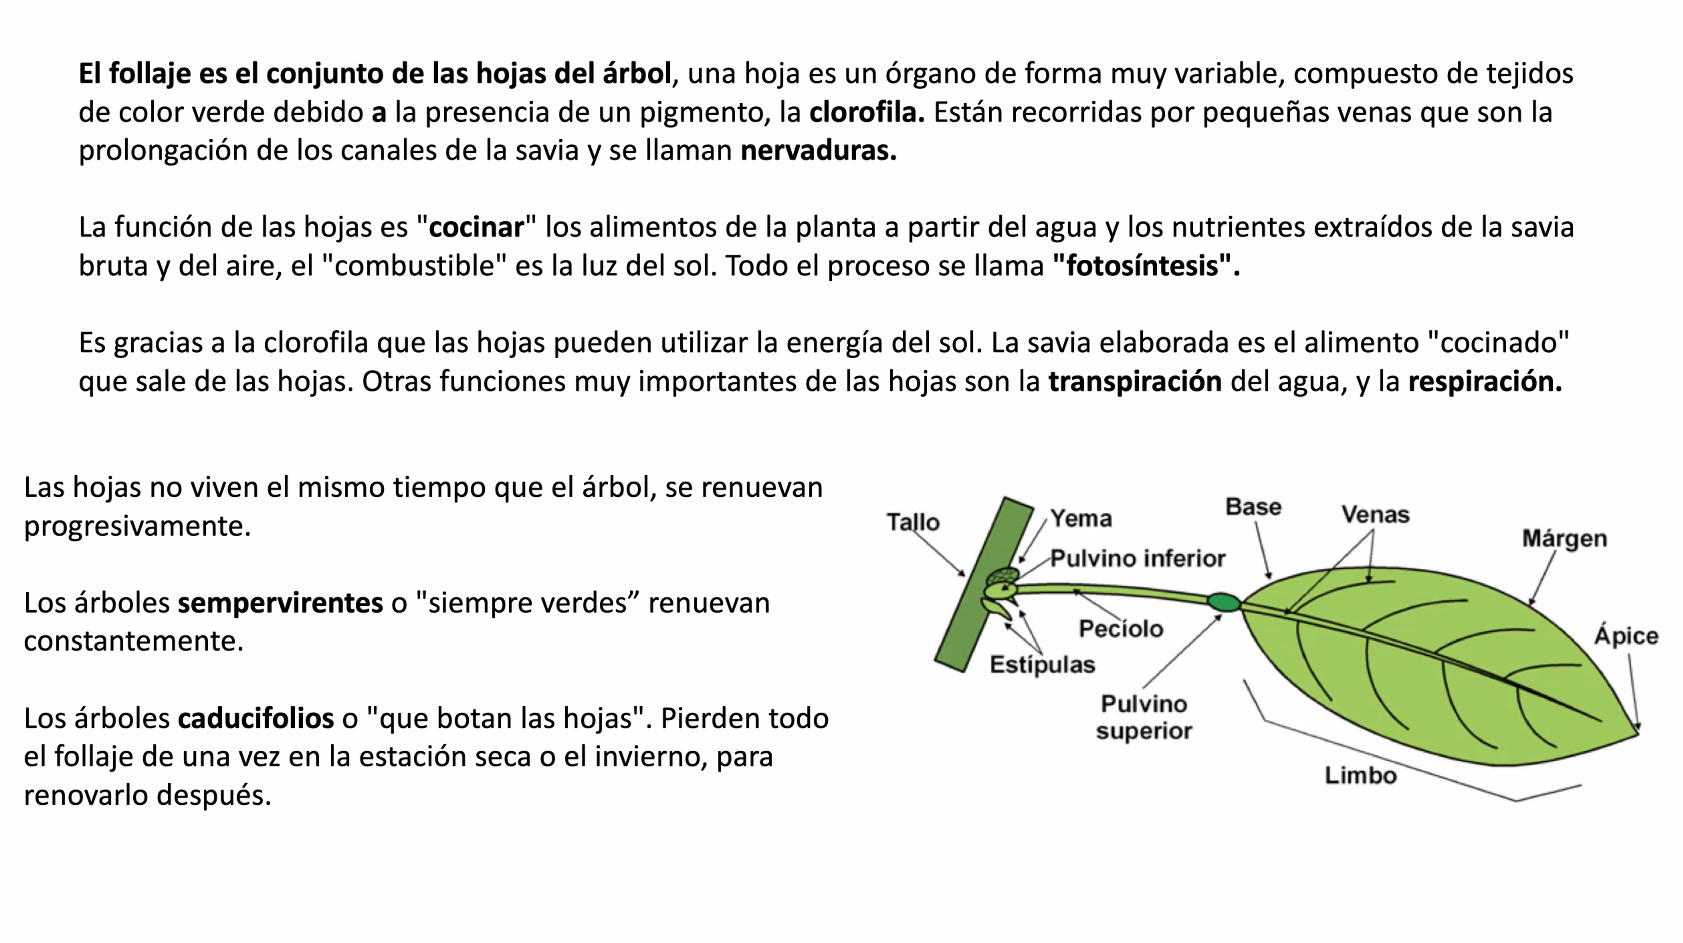 El follaje es el conjunto de las hojas del árbol, una hoja es un órgano de forma muy variable, compuesto de tejidos
de color verde debido a la presencia de un pigmento, la clorofila. Están recorridas por pequeñas venas que son la
prolongación de los canales de la savia y se llaman nervaduras.
La función de las hojas es "cocinar" los alimentos de la planta a partir del agua y los nutrientes extraídos de la savia
bruta y del aire, el "combustible" es la luz del sol. Todo el proceso se llama "fotosíntesis".
Es gracias a la clorofila que las hojas pueden utilizar la energía del sol. La savia elaborada es el alimento "cocinado"
que sale de las hojas. Otras funciones muy importantes de las hojas son la transpiración del agua, y la respiración.
Las hojas no viven el mismo tiempo que el árbol, se renuevan
progresivamente.
Los árboles sempervirentes o "siempre verdes” renuevan
constantemente.
Los árboles caducifolios o "que botan las hojas". Pierden todo
el follaje de una vez en la estación seca o el invierno, para
renovarlo después.
Tallo
Yema
Pulvino inferior
Base
Venas
Márgen
Pecíolo
Estípulas
Ápice
Pulvino
superior
Limbo